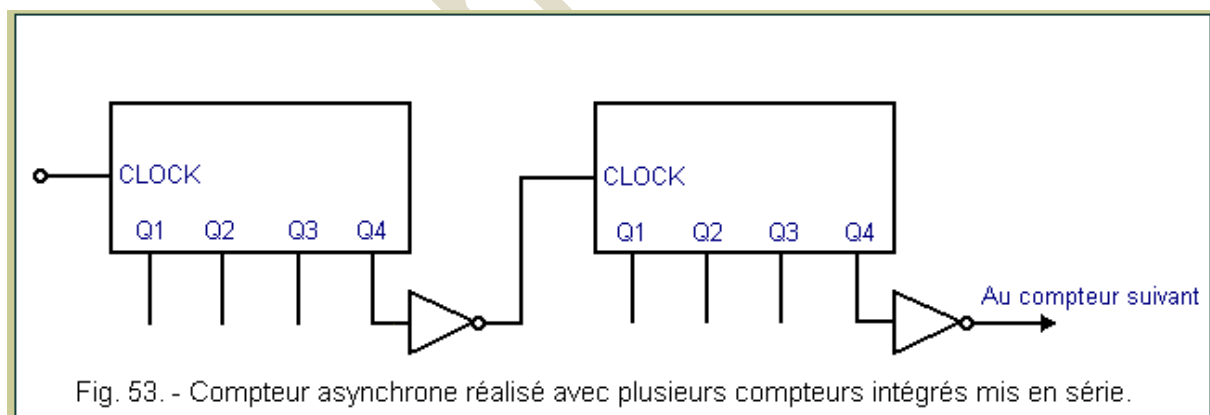 CLOCK
CLOCK
Q1 Q2 Q3 Q4
Q1 Q2 Q3 Q4
Au compteur suivant
Fig. 53. - Compteur asynchrone réalisé avec plusieurs compteurs intégrés mis en série.